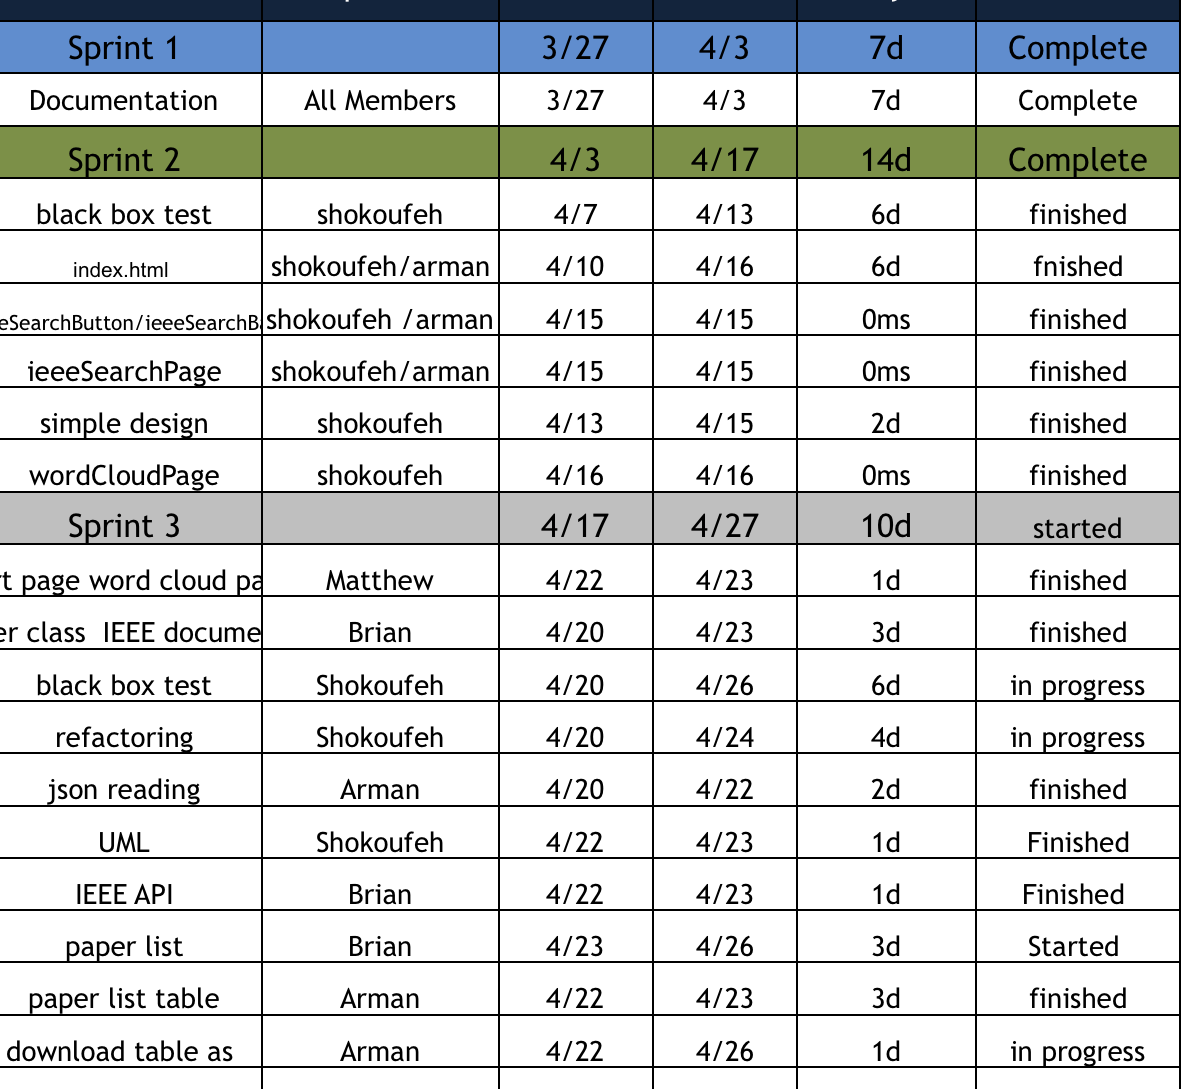 Sprint 1 3/27 4/3 7d Complete
Documentation All Members 3/27 4/3 7d Complete
Sprint 2 4/3 4/17 14d Complete
black box test shokoufeh 4/7 4/13 6d finished
index.html shokoufeh/arman 4/10 4/16 6d fnished
eSearchButton/ieeeSearchBa shokoufeh /arman 4/15 4/15 0ms finished
ieeeSearchPage shokoufeh/arman 4/15 4/15 0ms finished
simple design shokoufeh 4/13 4/15 2d finished
wordCloudPage shokoufeh 4/16 4/16 0ms finished
Sprint 3 4/17 4/27 10d started
t page word cloud pa Matthew 4/22 4/23 1d finished
er class IEEE docume Brian 4/20 4/23 3d finished
black box test Shokoufeh 4/20 4/26 6d in progress
refactoring Shokoufeh 4/20 4/24 4d in progress
json reading Arman 4/20 4/22 2d finished
UML Shokoufeh 4/22 4/23 1d Finished
IEEE API Brian 4/22 4/23 1d Finished
paper list Brian 4/23 4/26 3d Started
paper list table Arman 4/22 4/23 3d finished
download table as Arman 4/22 4/26 1d in progress